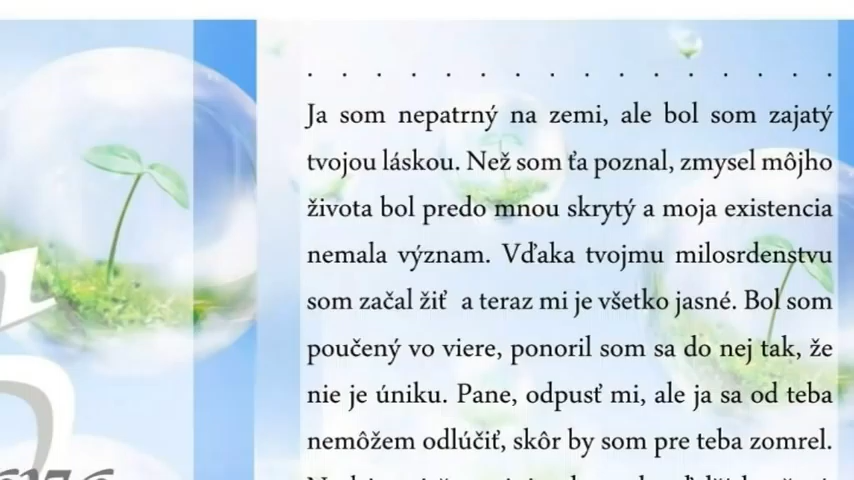 Ja som nepatrný na zemi, ale bol som zajatý
tvojou láskou. Než som ťa poznal, zmysel môjho
života bol predo mnou skrytý a moja existencia
nemala význam. Vďaka tvojmu milosrdenstvu
som začal žiť a teraz mi je všetko jasné. Bol som
poučený vo viere, ponoril som sa do nej tak, že
nie je úniku. Pane, odpusť mi, ale ja sa od teba
nemôžem odlúčiť, skôr by som pre teba zomrel.